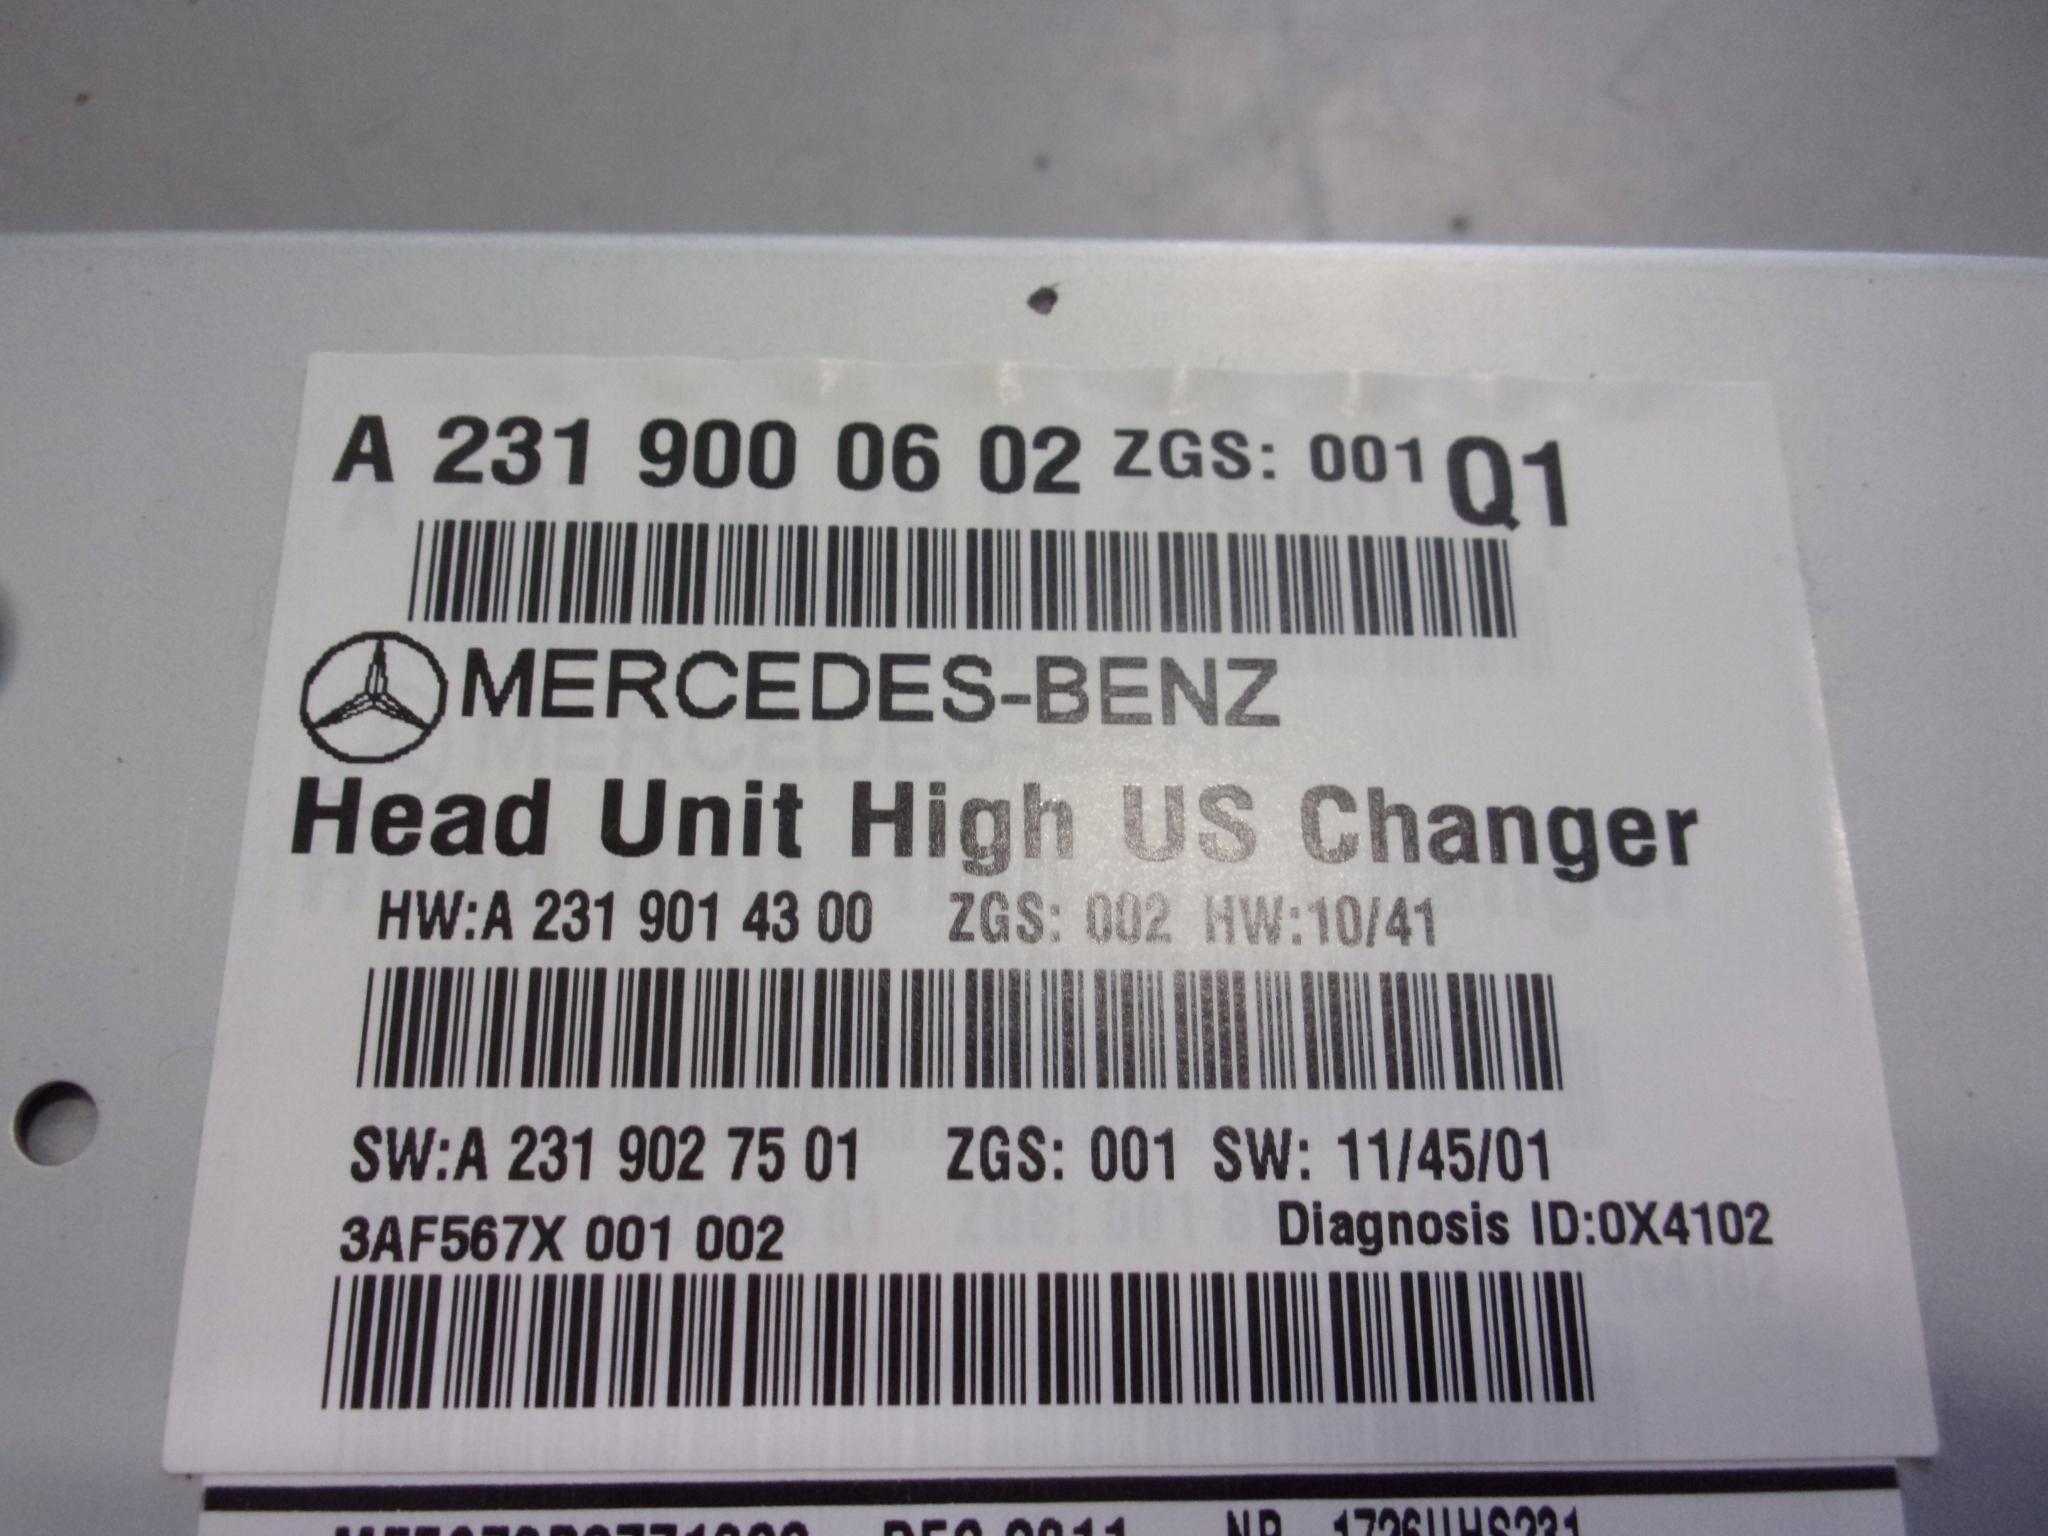 A 231 900 06 02 ZGS: 001 Q1
MERCEDES-BENZ
Head Unit High US Changer
HW:A 231 901 43 00 ZGS: 002 HW:10/41
SW:A 231 902 75 01 ZGS: 001 SW: 11/45/01
3AF567X 001 002 Diagnosis ID:0X4102